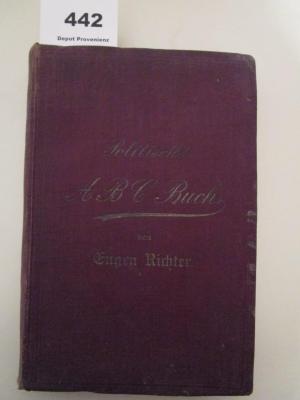 442
Depot Provenienz
Politisches
A B C Buch
von
Eugen Richter.